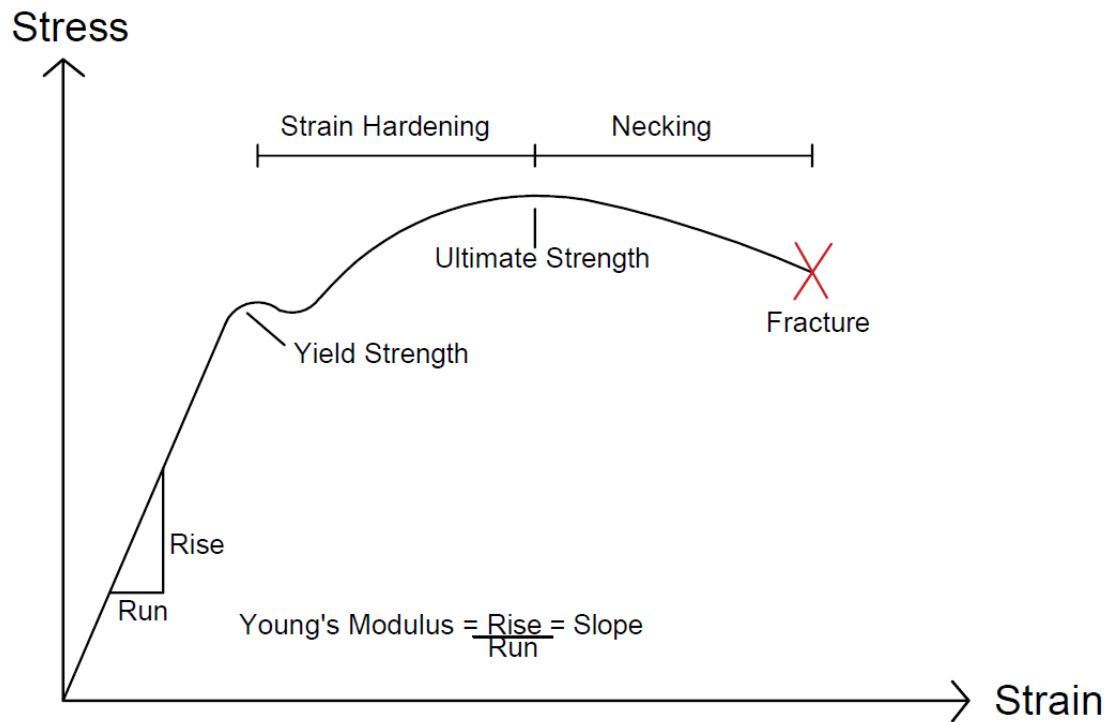 Stress
Strain Hardening
Necking
Ultimate Strength
Fracture
Yield Strength
Rise
Run
Young's Modulus = Rise = Slope
Run
Strain